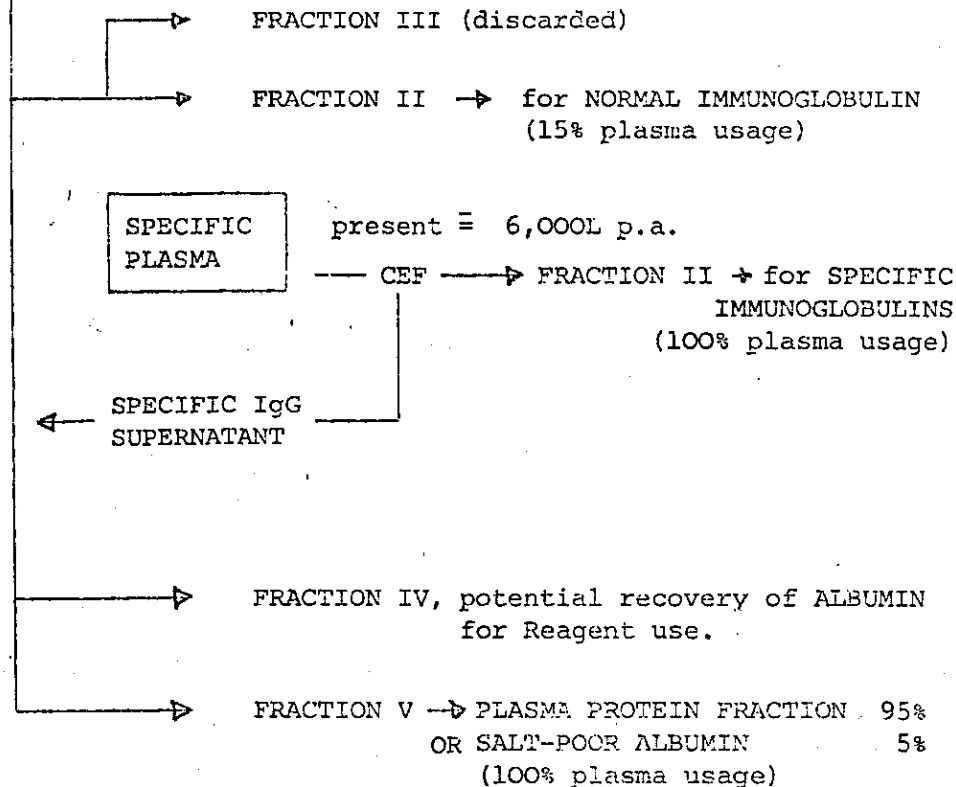 FRACTION III (discarded)
FRACTION II → for NORMAL IMMUNOGLOBULIN
(15% plasma usage)
SPECIFIC present ≡ 6,000L p.a.
PLASMA
CEF → FRACTION II → for SPECIFIC
IMMUNOGLOBULINS
(100% plasma usage)
SPECIFIC IgG
SUPERNATANT
FRACTION IV, potential recovery of ALBUMIN
for Reagent use.
FRACTION V → PLASMA PROTEIN FRACTION 95%
OR SALT-POOR ALBUMIN 5%
(100% plasma usage)